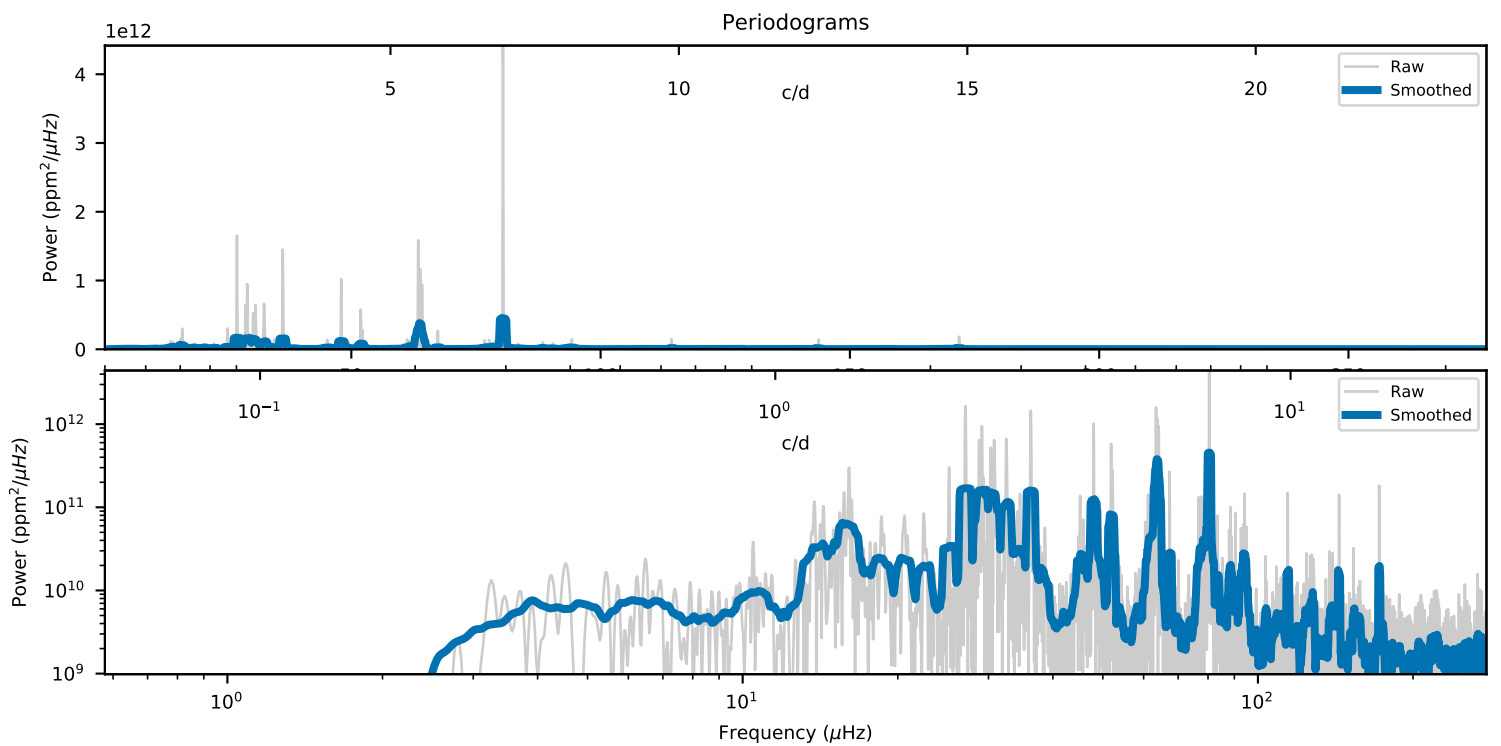 Periodograms
1e12
5 10 15 20
c/d
Raw
Smoothed
4
3
2
1
0
Power (ppm²/μHz)
10⁻¹ 10⁰ 10¹
c/d
Raw
Smoothed
10¹²
10¹¹
10¹⁰
10⁹
Power (ppm²/μHz)
10⁰ 10¹ 10²
Frequency (μHz)